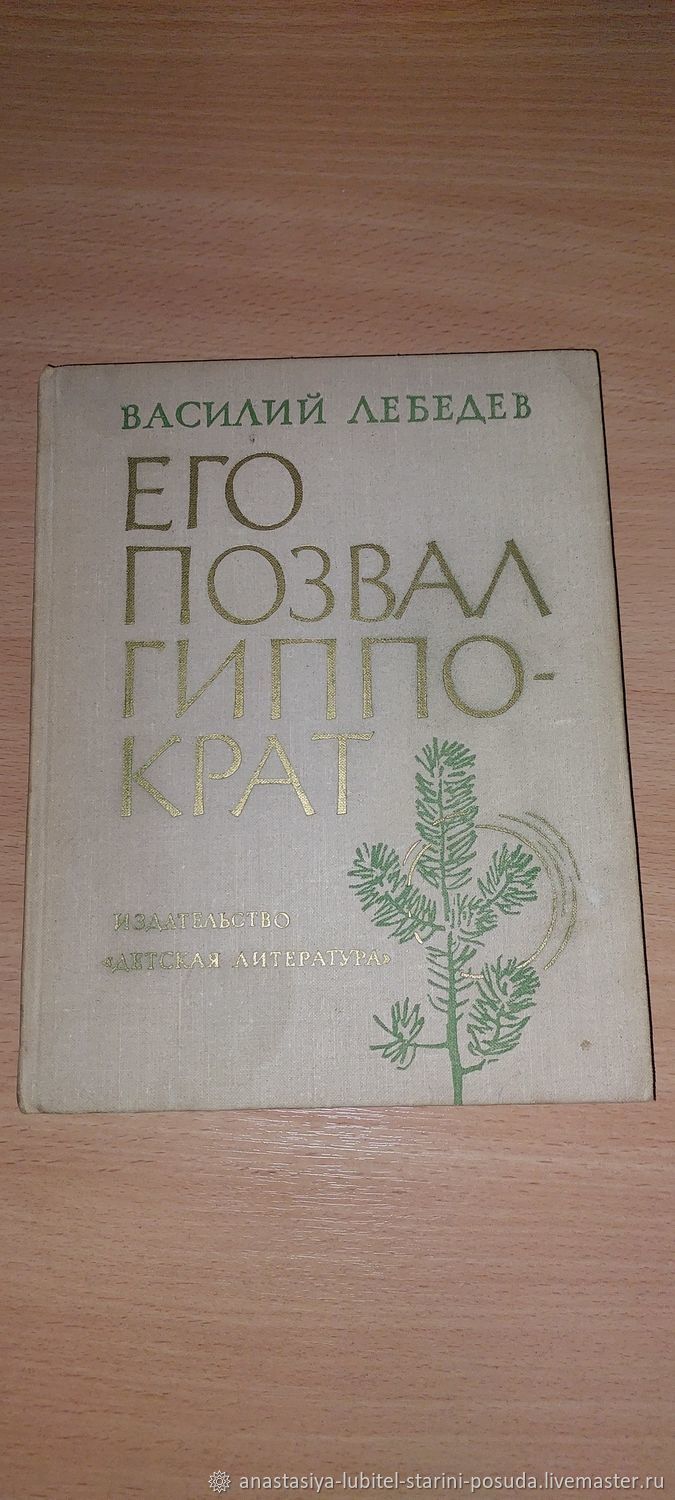 ВАСИЛИЙ ЛЕБЕДЕВ
ЕГО
ПОЗВАЛ
ГИППО-
КРАТ
ИЗДАТЕЛЬСТВО
«ДЕТСКАЯ ЛИТЕРАТУРА»
anastasiya-lubitel-starini-posuda.livemaster.ru